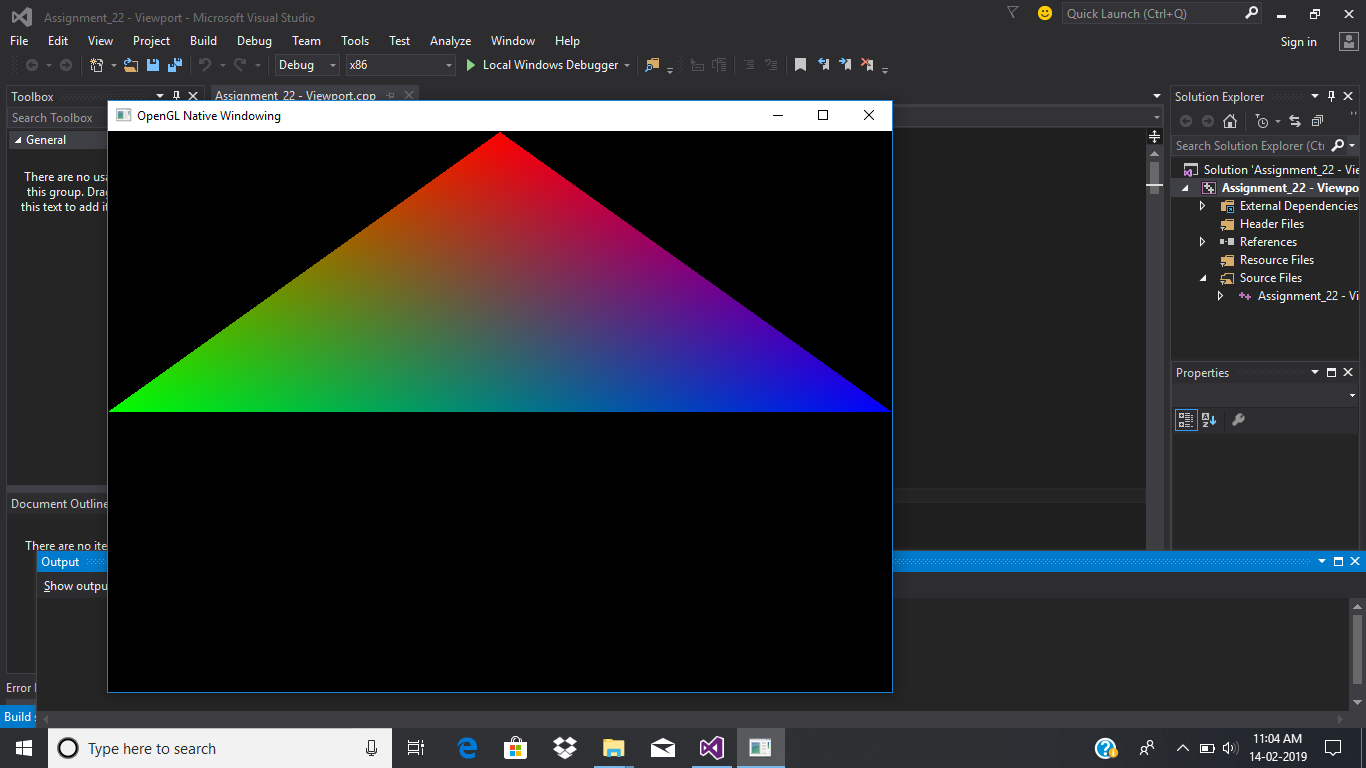 Assignment_22 - Viewport - Microsoft Visual Studio
Quick Launch (Ctrl+Q)
File Edit View Project Build Debug Team Tools Test Analyze Window Help
Sign in
Debug x86 Local Windows Debugger
Toolbox
Search Toolbox
General
There are no usa
this group. Drag
this text to add it
Assignment_22 - Viewport.cpp
OpenGL Native Windowing
Solution Explorer
Search Solution Explorer (Ctrl
Solution 'Assignment_22 - Vie
Assignment_22 - Viewpo
External Dependencies
Header Files
References
Resource Files
Source Files
Assignment_22 - Vi
Properties
Document Outline
There are no ite
Output
Show outpu
Error
Build
Type here to search
11:04 AM
14-02-2019